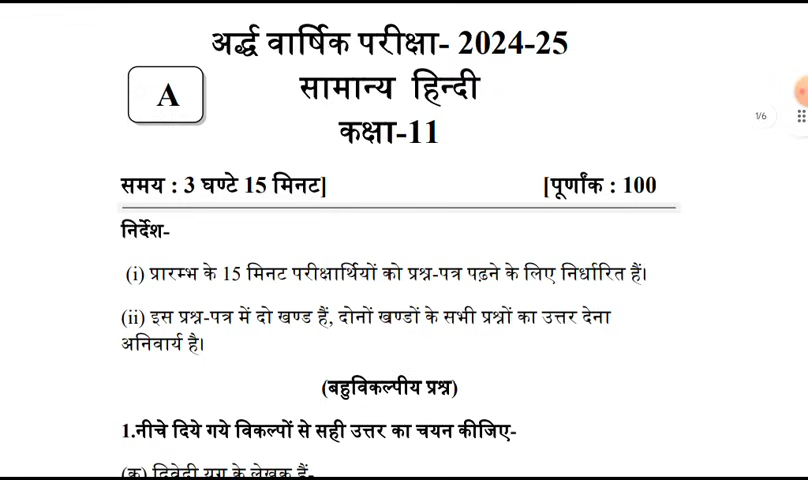 अर्द्ध वार्षिक परीक्षा- 2024-25
A
सामान्य हिन्दी
कक्षा-11
1/6
समय : 3 घण्टे 15 मिनट]
[पूर्णांक : 100
निर्देश-
(i) प्रारम्भ के 15 मिनट परीक्षार्थियों को प्रश्न-पत्र पढ़ने के लिए निर्धारित हैं।
(ii) इस प्रश्न-पत्र में दो खण्ड हैं, दोनों खण्डों के सभी प्रश्नों का उत्तर देना
अनिवार्य है।
(बहुविकल्पीय प्रश्न)
1.नीचे दिये गये विकल्पों से सही उत्तर का चयन कीजिए-
(क) द्विवेदी युग के लेखक हैं-